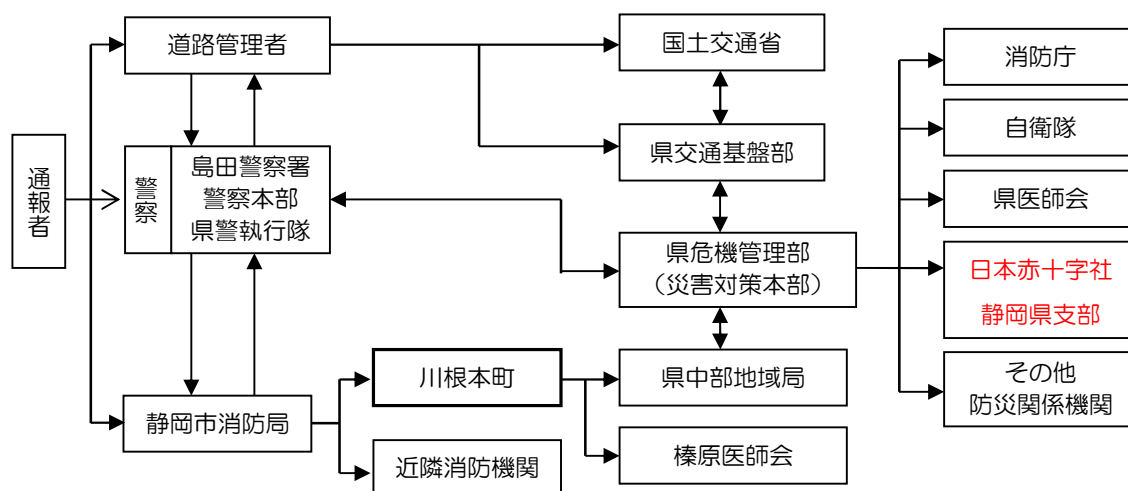 通報者
道路管理者
警察
島田警察署
警察本部
県警執行隊
静岡市消防局
川根本町
近隣消防機関
国土交通省
県交通基盤部
県危機管理部
（災害対策本部）
県中部地域局
榛原医師会
消防庁
自衛隊
県医師会
日本赤十字社
静岡県支部
その他
防災関係機関